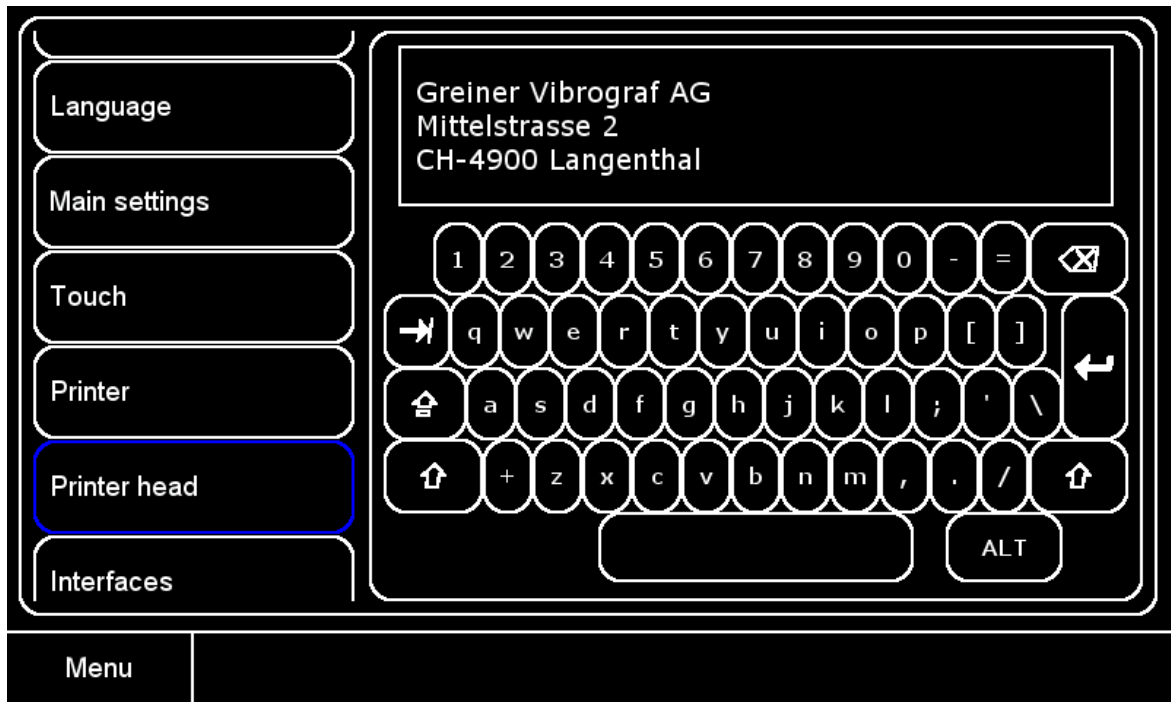 Language
Main settings
Touch
Printer
Printer head
Interfaces
Greiner Vibrograf AG
Mittelstrasse 2
CH-4900 Langenthal
1 2 3 4 5 6 7 8 9 0 - =
q w e r t y u i o p [ ]
a s d f g h j k l ; ' \
+ z x c v b n m , . /
ALT
Menu